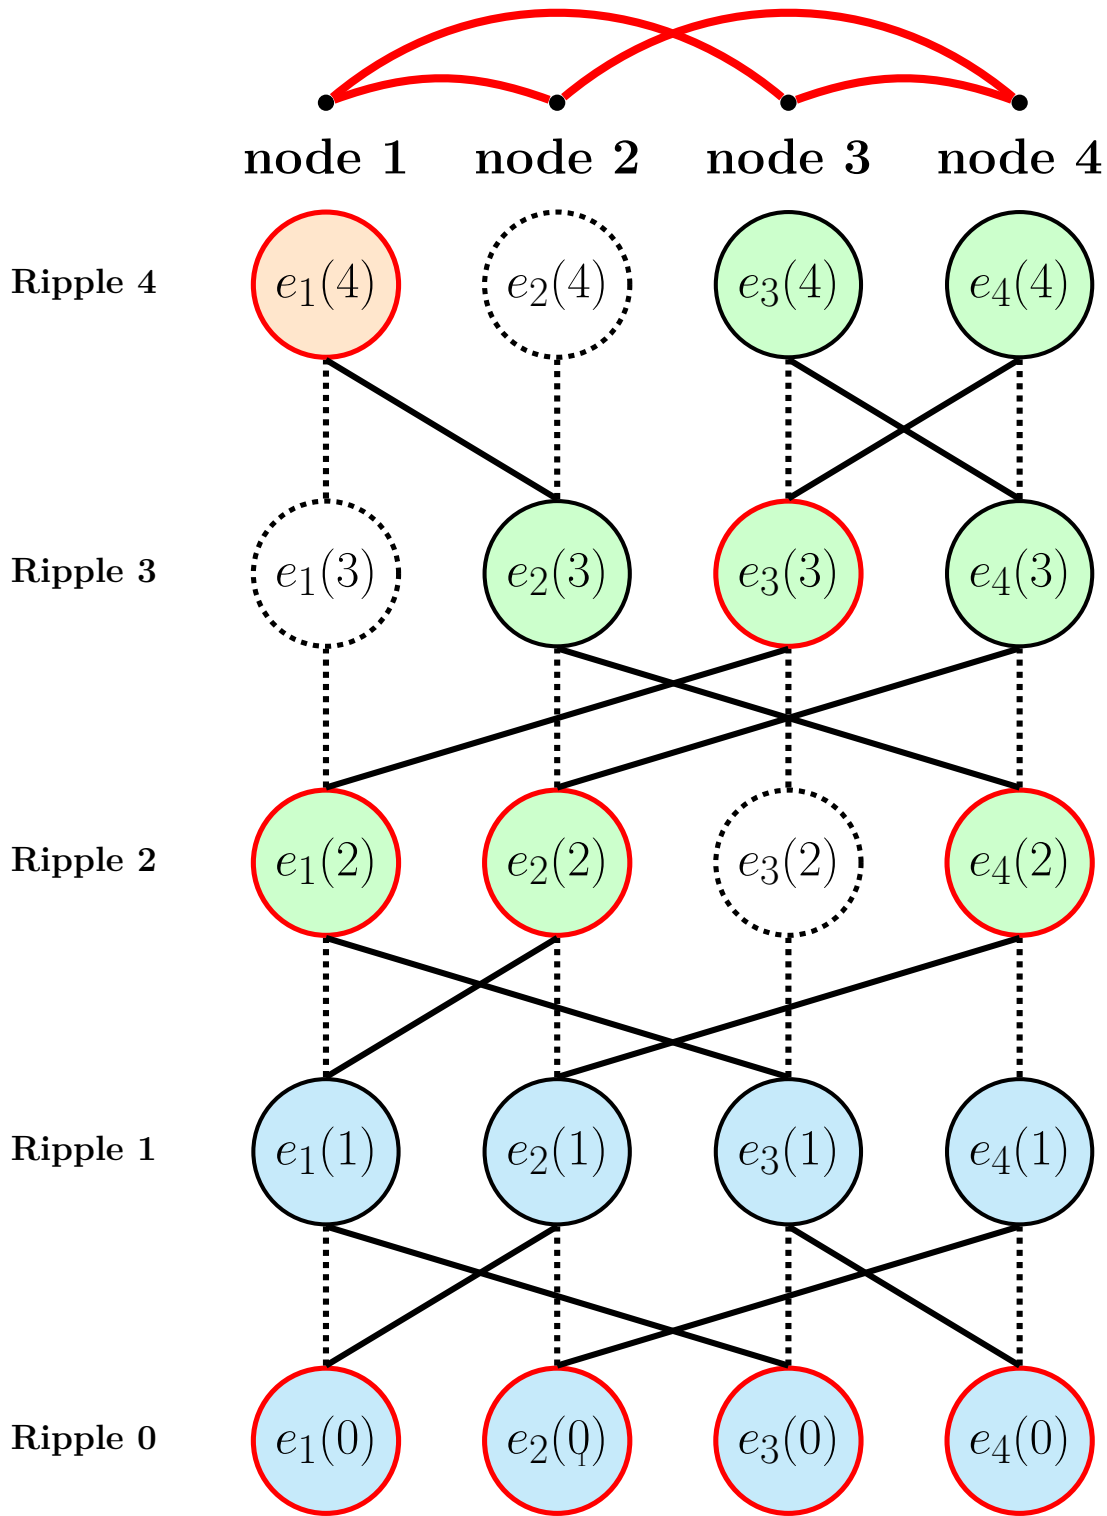 node 1 node 2 node 3 node 4
Ripple 4 e₁(4) e₂(4) e₃(4) e₄(4)
Ripple 3 e₁(3) e₂(3) e₃(3) e₄(3)
Ripple 2 e₁(2) e₂(2) e₃(2) e₄(2)
Ripple 1 e₁(1) e₂(1) e₃(1) e₄(1)
Ripple 0 e₁(0) e₂(0) e₃(0) e₄(0)